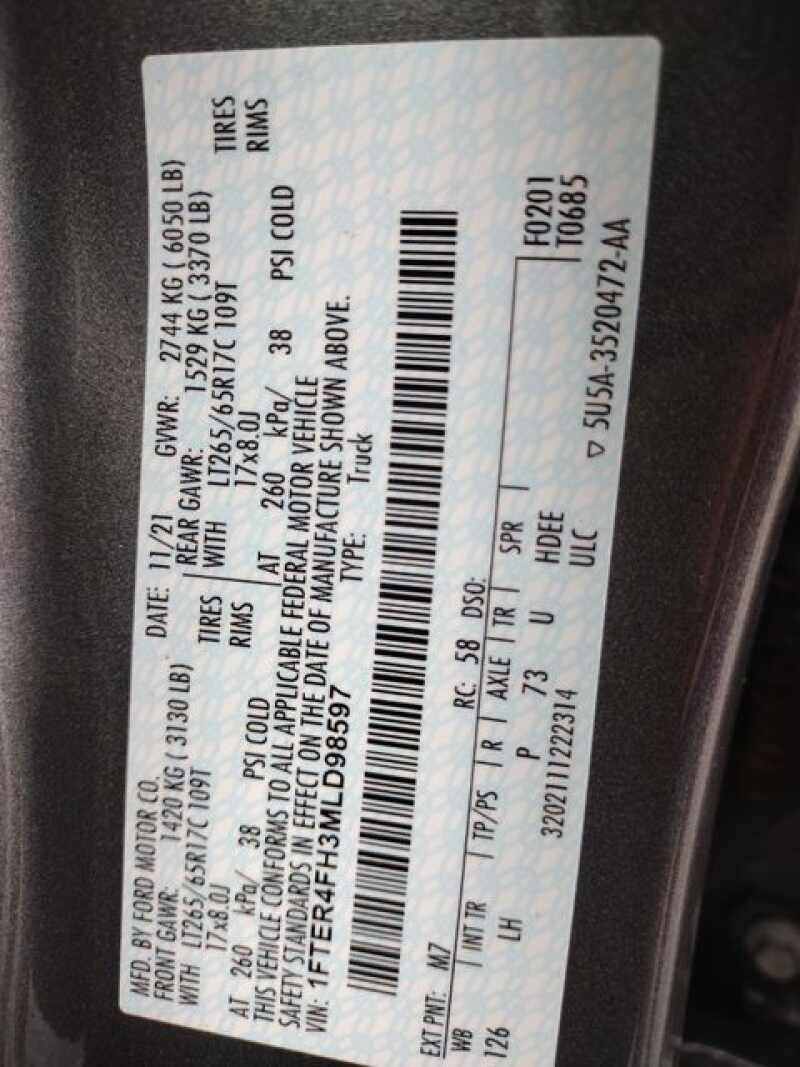 MFD. BY FORD MOTOR CO.
DATE: 11/21 GVWR: 2744 KG ( 6050 LB)
FRONT GAWR: 1420 KG ( 3130 LB) REAR GAWR: 1529 KG ( 3370 LB)
WITH LT265/65R17C 109T TIRES WITH LT265/65R17C 109T TIRES
17x8.0J RIMS 17x8.0J RIMS
AT 260 kPa/ 38 PSI COLD AT 260 kPa/ 38 PSI COLD
THIS VEHICLE CONFORMS TO ALL APPLICABLE FEDERAL MOTOR VEHICLE
SAFETY STANDARDS IN EFFECT ON THE DATE OF MANUFACTURE SHOWN ABOVE.
VIN: 1FTER4FH3MLD98597 TYPE: Truck
EXT PNT: M7 RC: 58 DSO:
WB INT TR TP/PS R AXLE TR SPR F0201
126 LH P 73 U T0685
HDEE
3202111222314 ULC ▽ 5U5A-3520472-AA